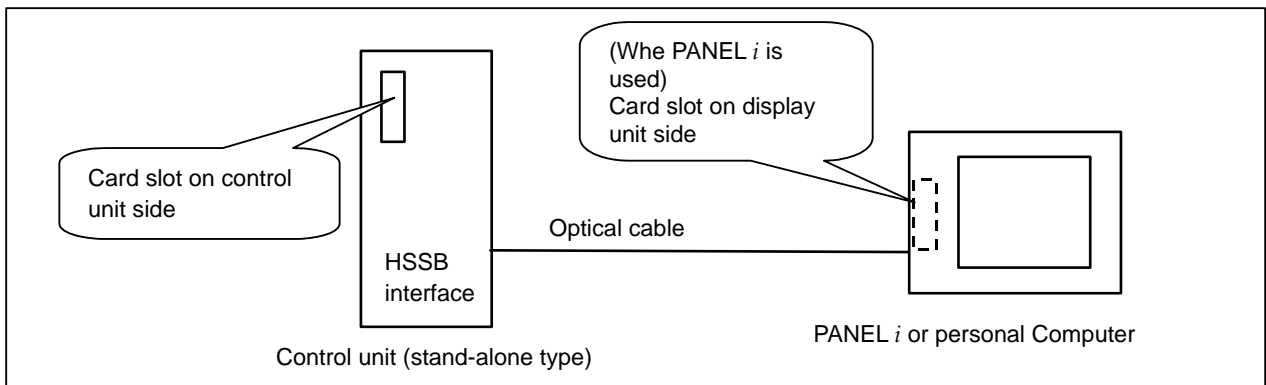 Card slot on control
unit side
HSSB
interface
Control unit (stand-alone type)
(Whe PANEL i is
used)
Card slot on display
unit side
Optical cable
PANEL i or personal Computer